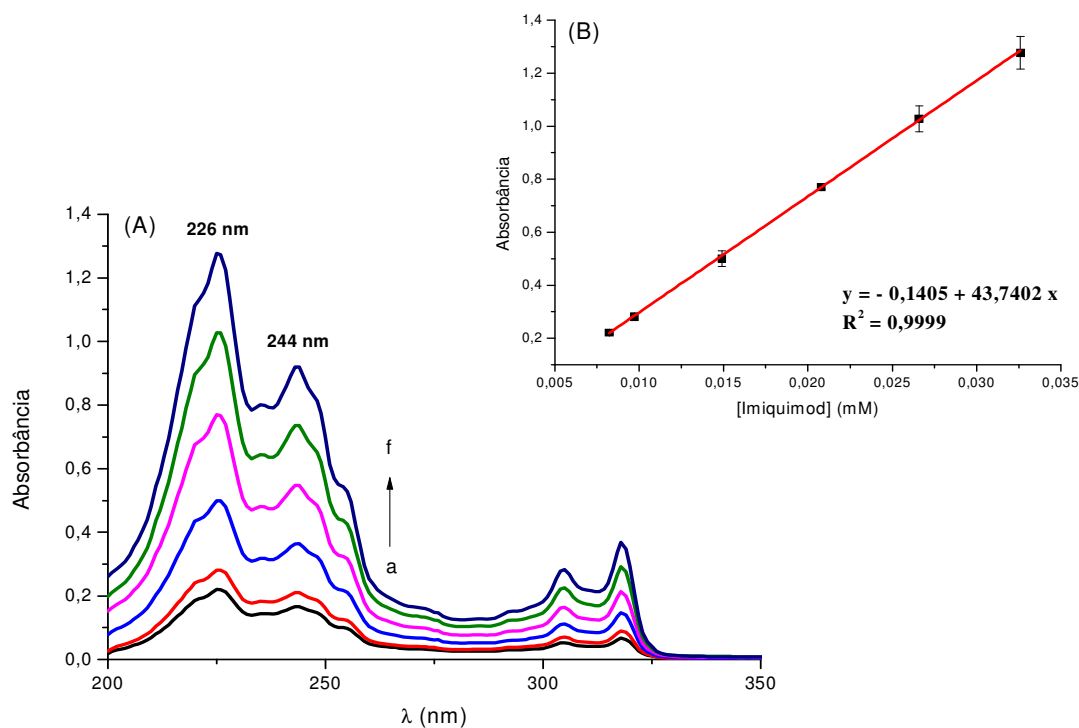 (A)
226 nm
244 nm
f
a
Absorbância
1,4
1,2
1,0
0,8
0,6
0,4
0,2
0,0
200
250
300
350
λ (nm)
(B)
Absorbância
1,4
1,2
1,0
0,8
0,6
0,4
0,2
y = - 0,1405 + 43,7402 x
R² = 0,9999
0,005
0,010
0,015
0,020
0,025
0,030
0,035
[Imiquimod] (mM)